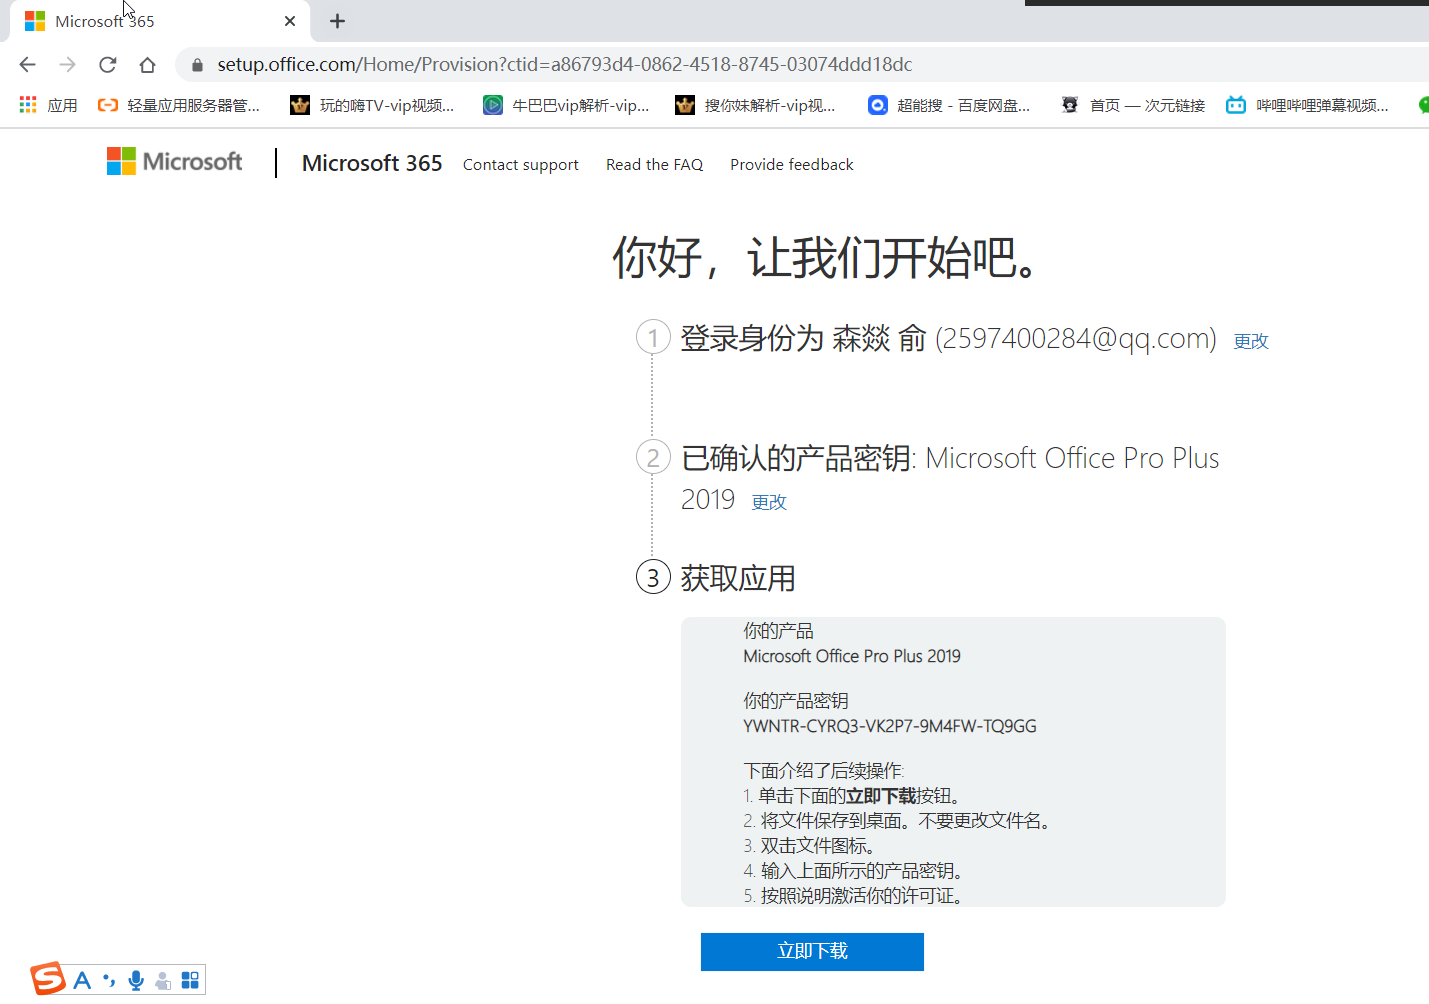 Microsoft 365
setup.office.com/Home/Provision?ctid=a86793d4-0862-4518-8745-03074ddd18dc
应用 轻量应用服务器管... 玩的嗨TV-vip视频... 牛巴巴vip解析-vip... 搜你妹解析-vip视... 超能搜 - 百度网盘... 首页 — 次元链接 哔哩哔哩弹幕视频...
Microsoft Microsoft 365 Contact support Read the FAQ Provide feedback
你好，让我们开始吧。
1 登录身份为 森燚 俞 (2597400284@qq.com) 更改
2 已确认的产品密钥: Microsoft Office Pro Plus
2019 更改
3 获取应用
你的产品
Microsoft Office Pro Plus 2019
你的产品密钥
YWNTR-CYRQ3-VK2P7-9M4FW-TQ9GG
下面介绍了后续操作:
1. 单击下面的立即下载按钮。
2. 将文件保存到桌面。不要更改文件名。
3. 双击文件图标。
4. 输入上面所示的产品密钥。
5. 按照说明激活你的许可证。
立即下载
S A